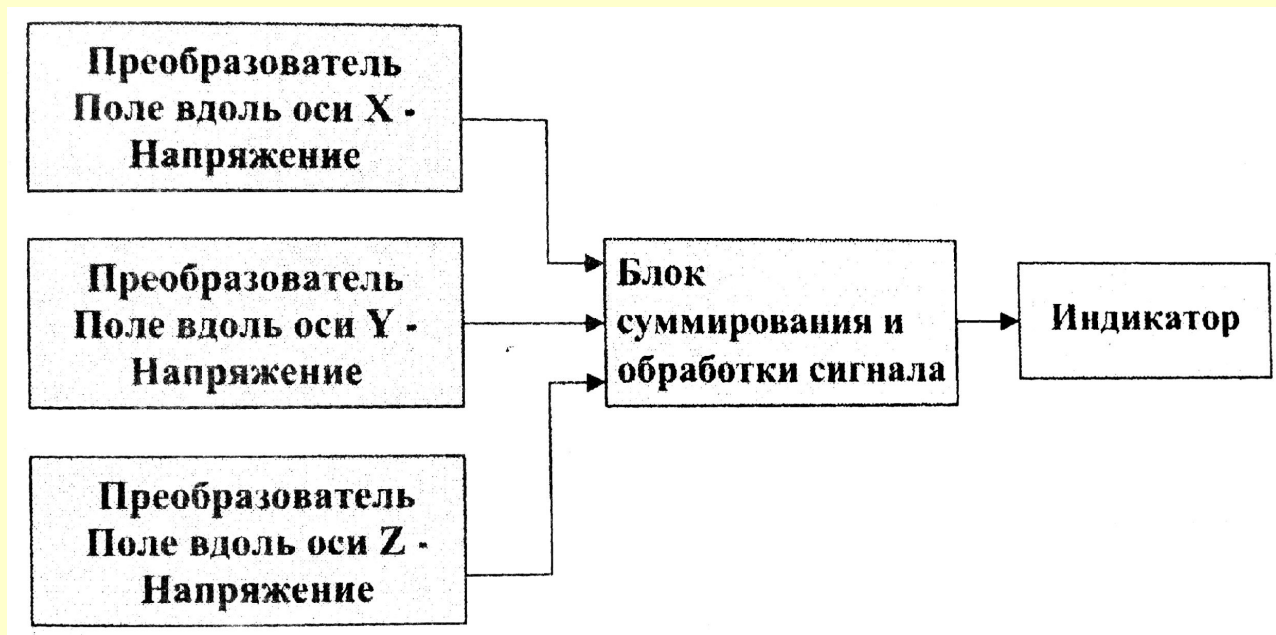 Преобразователь
Поле вдоль оси X -
Напряжение
Преобразователь
Поле вдоль оси Y -
Напряжение
Преобразователь
Поле вдоль оси Z -
Напряжение
Блок
суммирования и
обработки сигнала
Индикатор